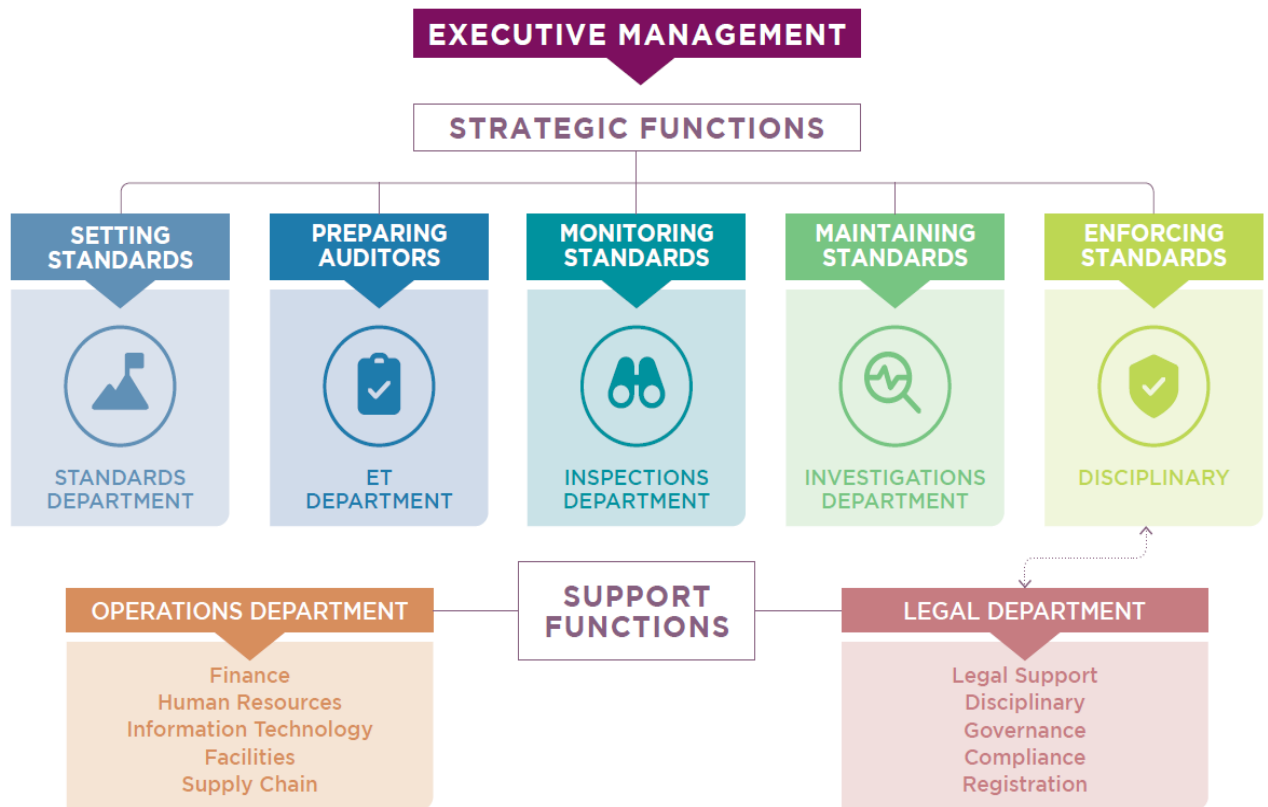 EXECUTIVE MANAGEMENT
STRATEGIC FUNCTIONS
SETTING
STANDARDS
PREPARING
AUDITORS
MONITORING
STANDARDS
MAINTAINING
STANDARDS
ENFORCING
STANDARDS
STANDARDS
DEPARTMENT
ET
DEPARTMENT
INSPECTIONS
DEPARTMENT
INVESTIGATIONS
DEPARTMENT
DISCIPLINARY
SUPPORT
FUNCTIONS
OPERATIONS DEPARTMENT
Finance
Human Resources
Information Technology
Facilities
Supply Chain
LEGAL DEPARTMENT
Legal Support
Disciplinary
Governance
Compliance
Registration